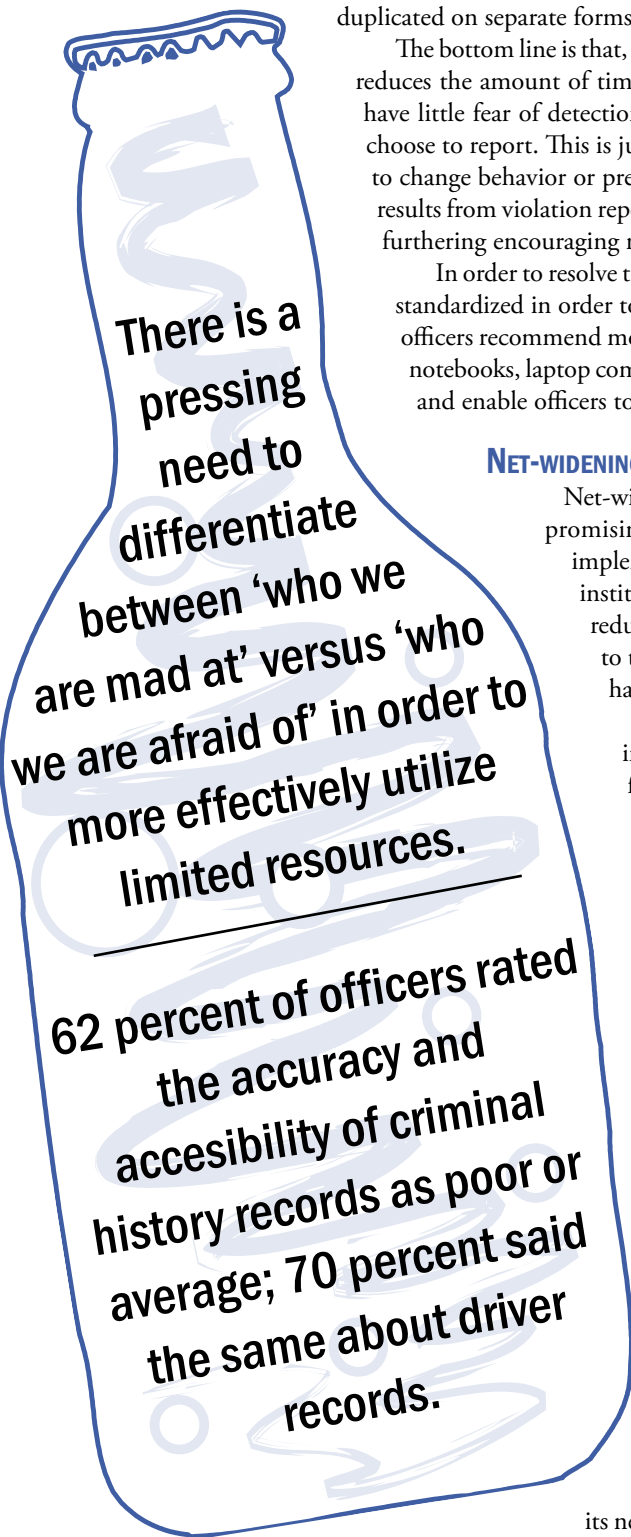 duplicated on separate forms
The bottom line is that,
reduces the amount of tim
have little fear of detectio
choose to report. This is ju
to change behavior or pre
results from violation rep
furthering encouraging
In order to resolve t
standardized in order to
officers recommend mo
notebooks, laptop com
and enable officers to
NET-WIDENING
Net-wi
promisin
imple
instit
redu
to t
ha
i
f
There is a
pressing
need to
differentiate
between ‘who we
are mad at’ versus ‘who
we are afraid of’ in order to
more effectively utilize
limited resources.
62 percent of officers rated
the accuracy and
accesibility of criminal
history records as poor or
average; 70 percent said
the same about driver
records.
its ne